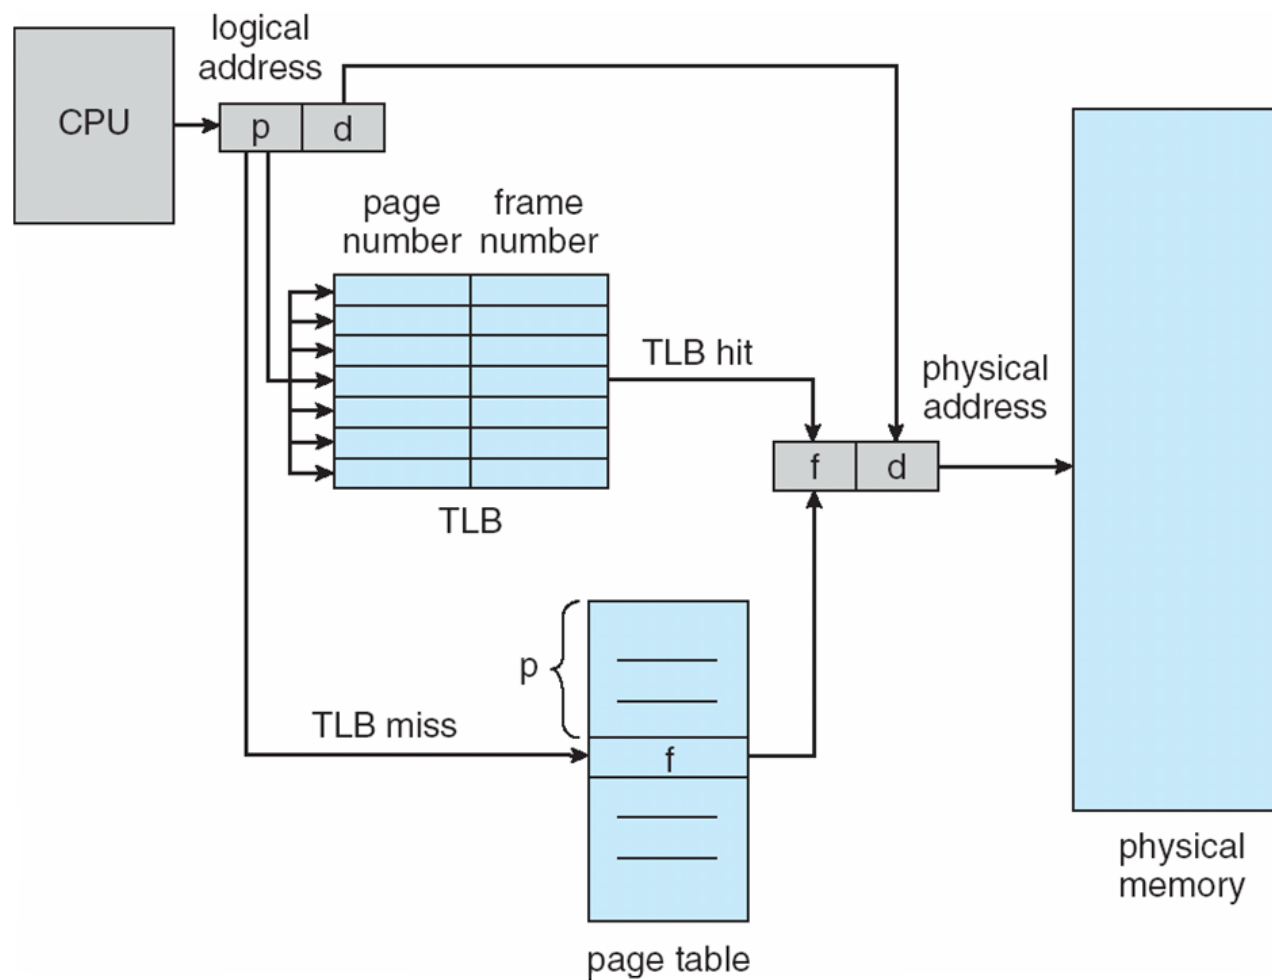 logical
address
CPU
p
d
page
number
frame
number
TLB hit
physical
address
f
d
TLB
p
TLB miss
f
physical
memory
page table